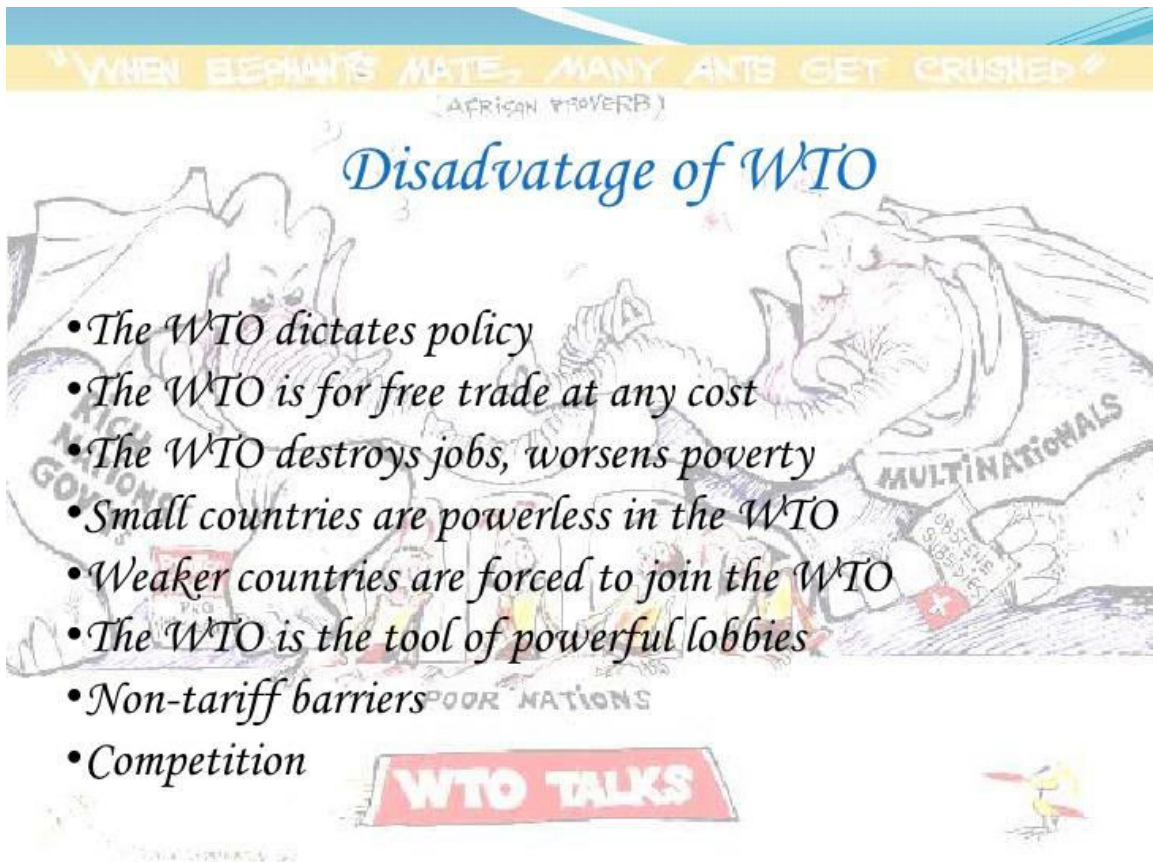 "WHEN ELEPHANTS MATE, MANY ANTS GET CRUSHED"
(AFRICAN PROVERB)
Disadvatage of WTO
•The WTO dictates policy
•The WTO is for free trade at any cost
•The WTO destroys jobs, worsens poverty
•Small countries are powerless in the WTO
•Weaker countries are forced to join the WTO
•The WTO is the tool of powerful lobbies
•Non-tariff barriers
•Competition
RICH
NATIONS
GOV
MULTINATIONALS
POOR NATIONS
WTO TALKS